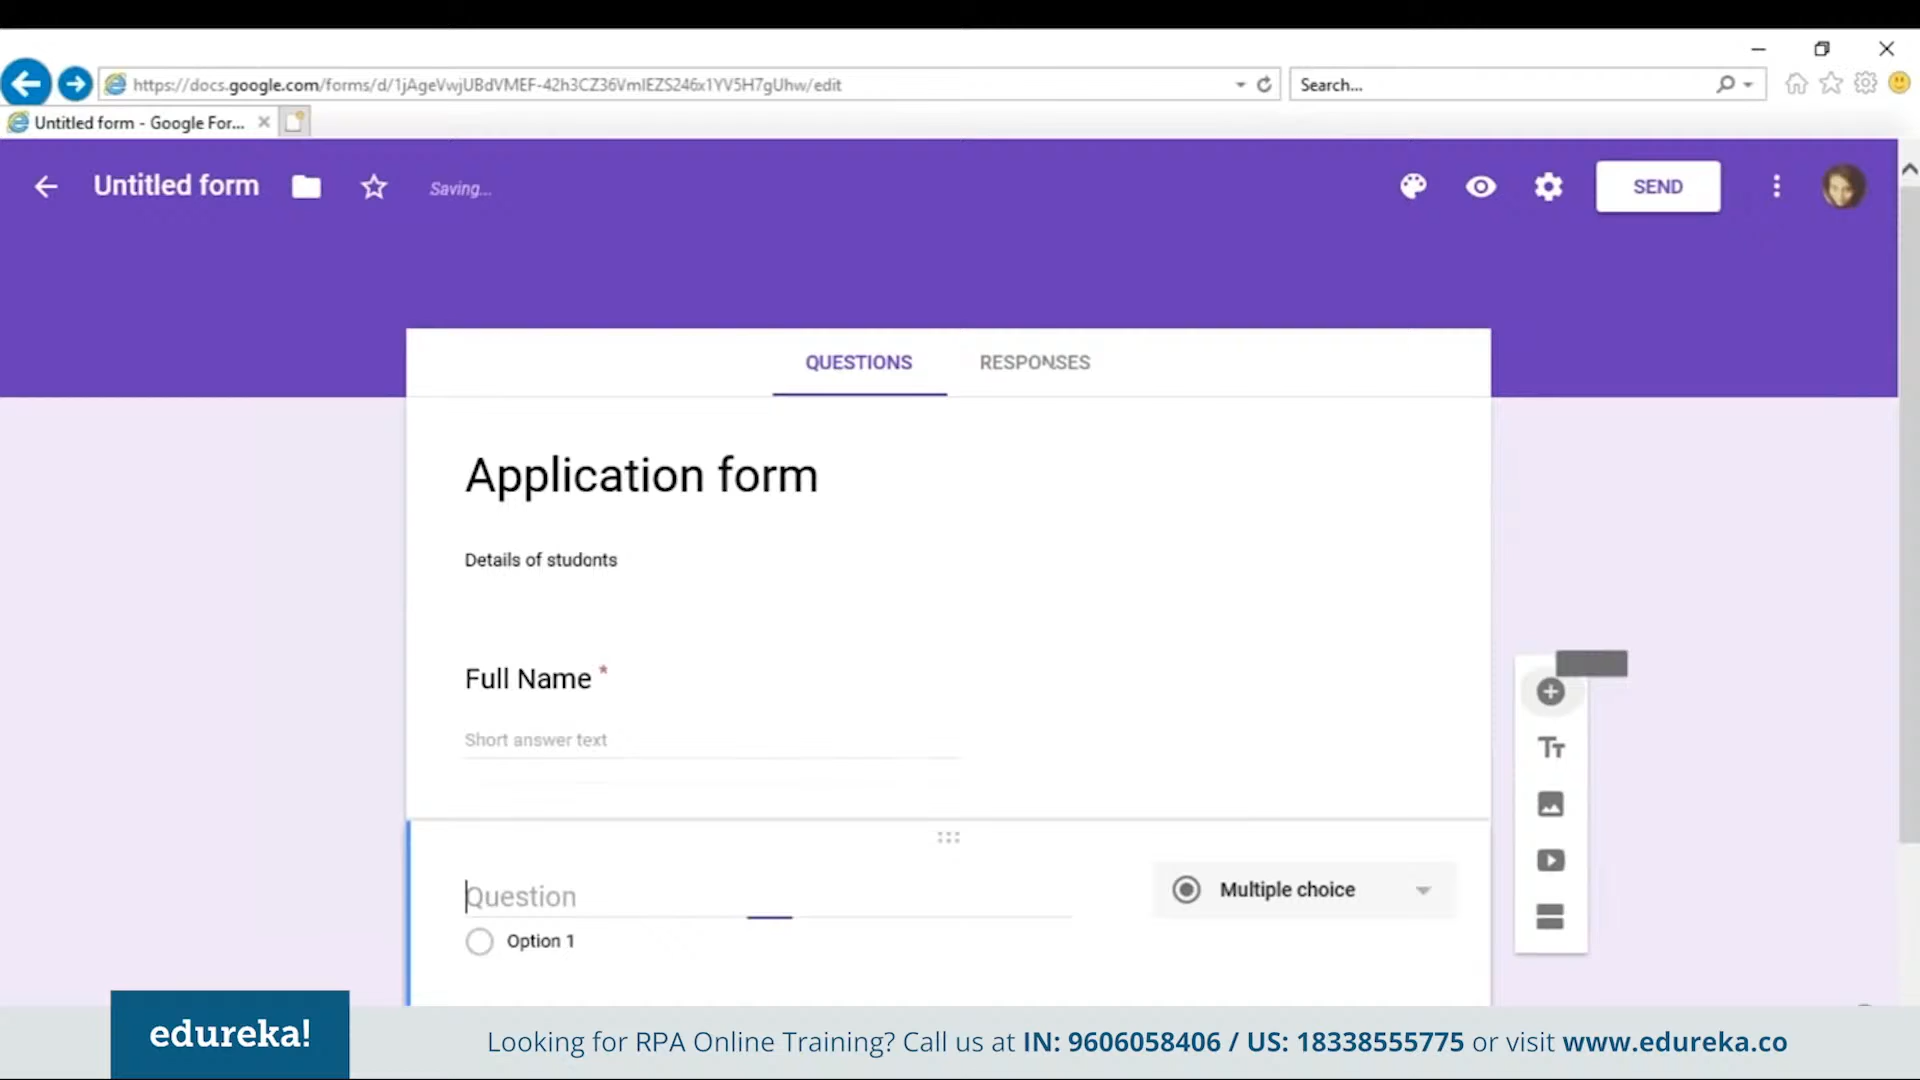 https://docs.google.com/forms/d/1jAgeVwjUBdVMEF-42h3CZ36VmIEZS246x1YV5H7gUhw/edit
Search...
Untitled form - Google For...
Untitled form
Saving...
SEND
QUESTIONS
RESPONSES
Application form
Details of students
Full Name *
Short answer text
Question
Multiple choice
Option 1
edureka!
Looking for RPA Online Training? Call us at IN: 9606058406 / US: 18338555775 or visit www.edureka.co